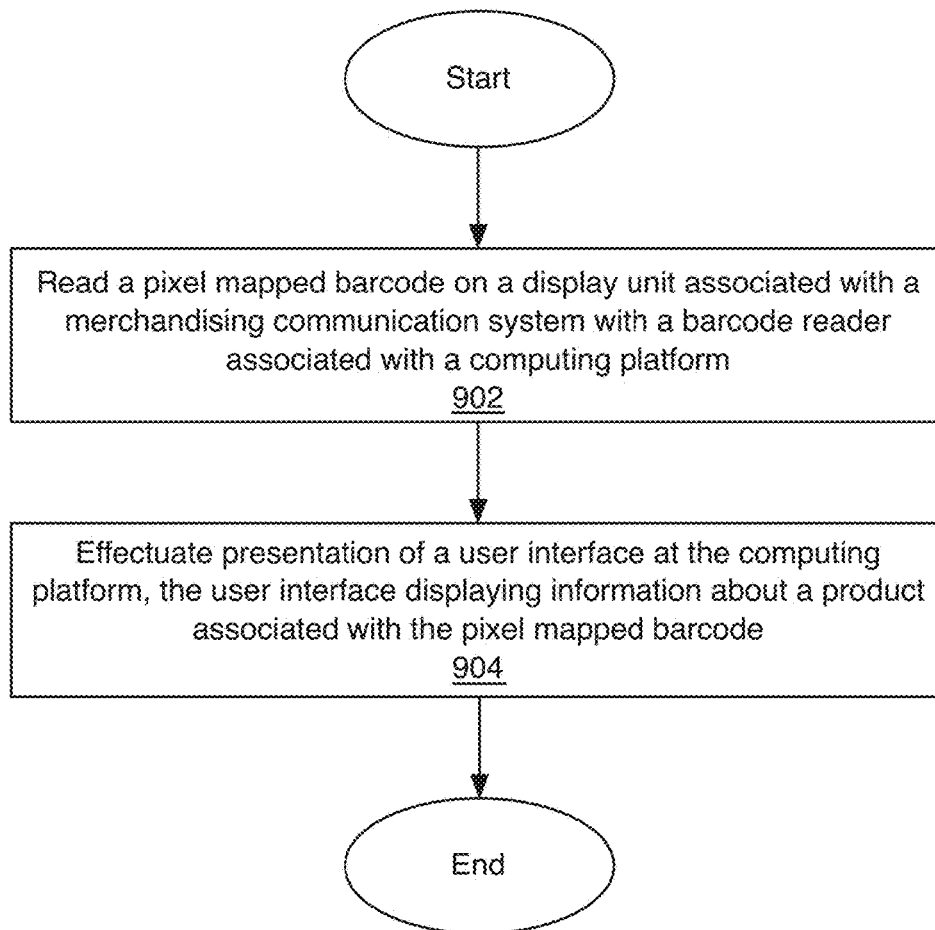 Start
Read a pixel mapped barcode on a display unit associated with a
merchandising communication system with a barcode reader
associated with a computing platform
902
Effectuate presentation of a user interface at the computing
platform, the user interface displaying information about a product
associated with the pixel mapped barcode
904
End